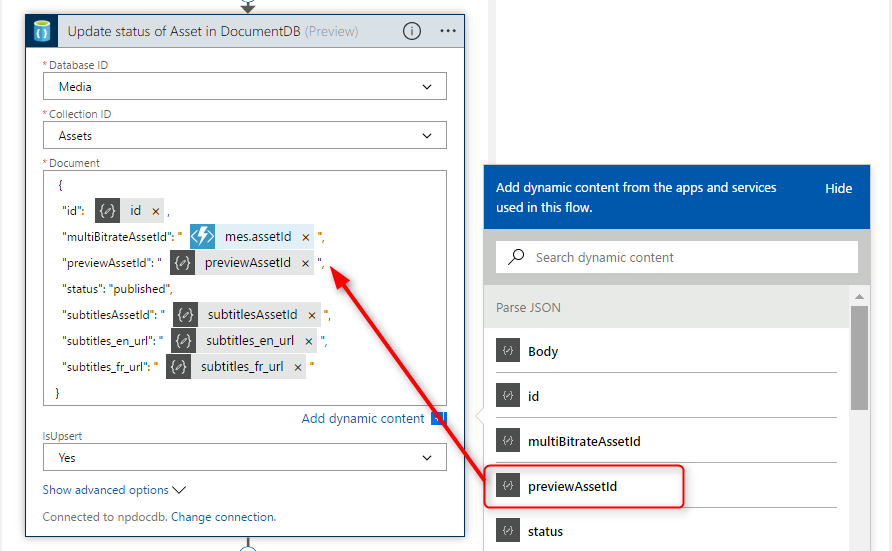 Update status of Asset in DocumentDB (Preview)
* Database ID
Media
* Collection ID
Assets
* Document
{
"id": id × ,
"multiBitrateAssetId": " mes.assetId × ",
"previewAssetId": " previewAssetId × ",
"status": "published",
"subtitlesAssetId": " subtitlesAssetId × ",
"subtitles_en_url": " subtitles_en_url × ",
"subtitles_fr_url": " subtitles_fr_url × "
}
Add dynamic content
IsUpsert
Yes
Show advanced options
Connected to npdocdb. Change connection.
Add dynamic content from the apps and services
used in this flow.
Hide
Search dynamic content
Parse JSON
Body
id
multiBitrateAssetId
previewAssetId
status